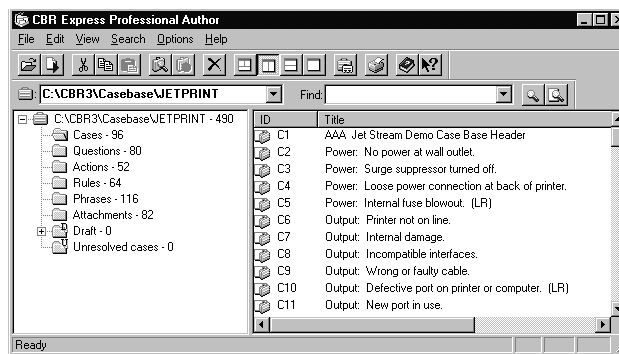 CBR Express Professional Author
File Edit View Search Options Help
C:\CBR3\Casebase\JETPRINT Find:
C:\CBR3\Casebase\JETPRINT - 490
Cases - 96
Questions - 80
Actions - 52
Rules - 64
Phrases - 116
Attachments - 82
Draft - 0
Unresolved cases - 0
ID Title
C1 AAA Jet Stream Demo Case Base Header
C2 Power: No power at wall outlet.
C3 Power: Surge suppressor turned off.
C4 Power: Loose power connection at back of printer.
C5 Power: Internal fuse blowout. (LR)
C6 Output: Printer not on line.
C7 Output: Internal damage.
C8 Output: Incompatible interfaces.
C9 Output: Wrong or faulty cable.
C10 Output: Defective port on printer or computer. (LR)
C11 Output: New port in use.
Ready